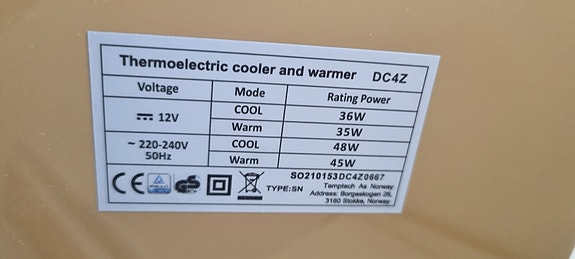 Thermoelectric cooler and warmer DC4Z
Voltage Mode Rating Power
12V COOL 36W
Warm 35W
~ 220-240V 50Hz COOL 48W
Warm 45W
CE TYPE:SN SO210153DC4Z0667
Temptech As Norway
Address: Borgeskogen 28,
3160 Stokke, Norway